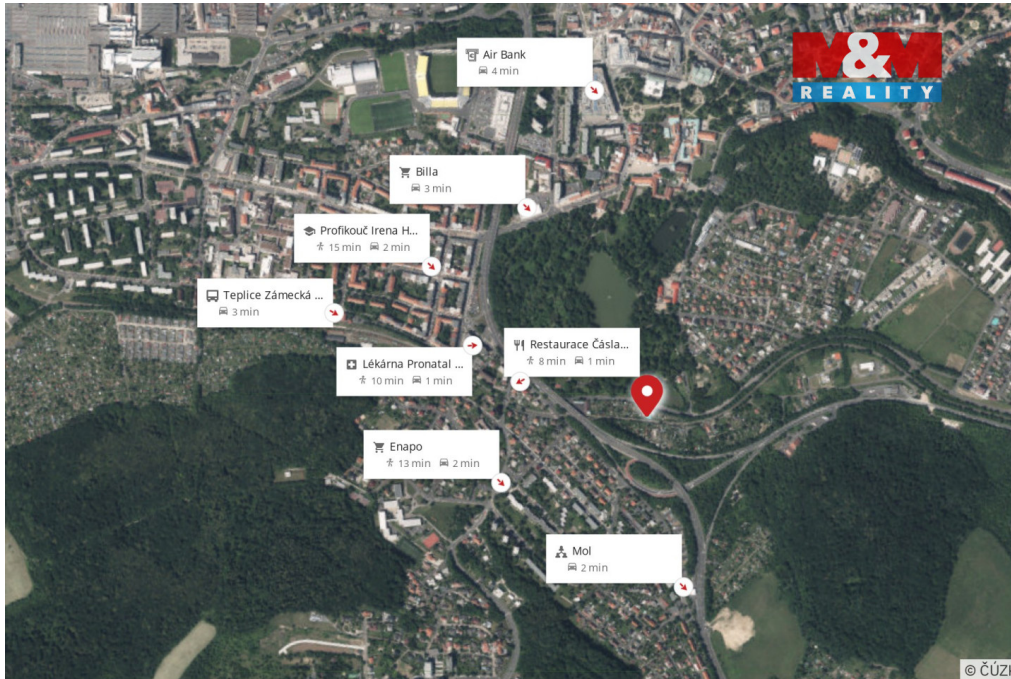 Air Bank
4 min
M&M
REALITY
Billa
3 min
Profikouč Irena H...
15 min 2 min
Teplice Zámecká ...
3 min
Restaurace Čásla...
8 min 1 min
Lékárna Pronatal ...
10 min 1 min
Enapo
13 min 2 min
Mol
2 min
© ČÚZK